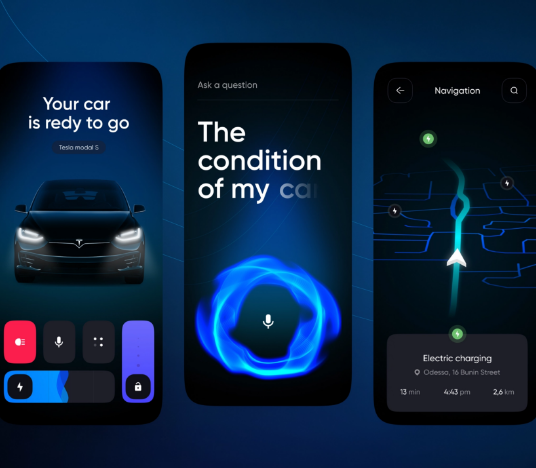 Your car
is redy to go
Tesla modal S
Ask a question
The
condition
of my ca
Navigation
Electric charging
Odessa, 16 Bunin Street
13 min 4:43 pm 2,6 km